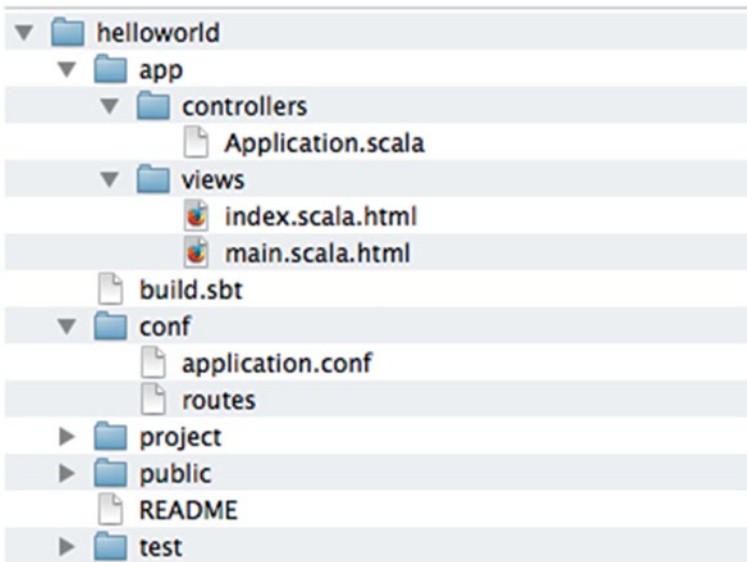 helloworld
app
controllers
Application.scala
views
index.scala.html
main.scala.html
build.sbt
conf
application.conf
routes
project
public
README
test